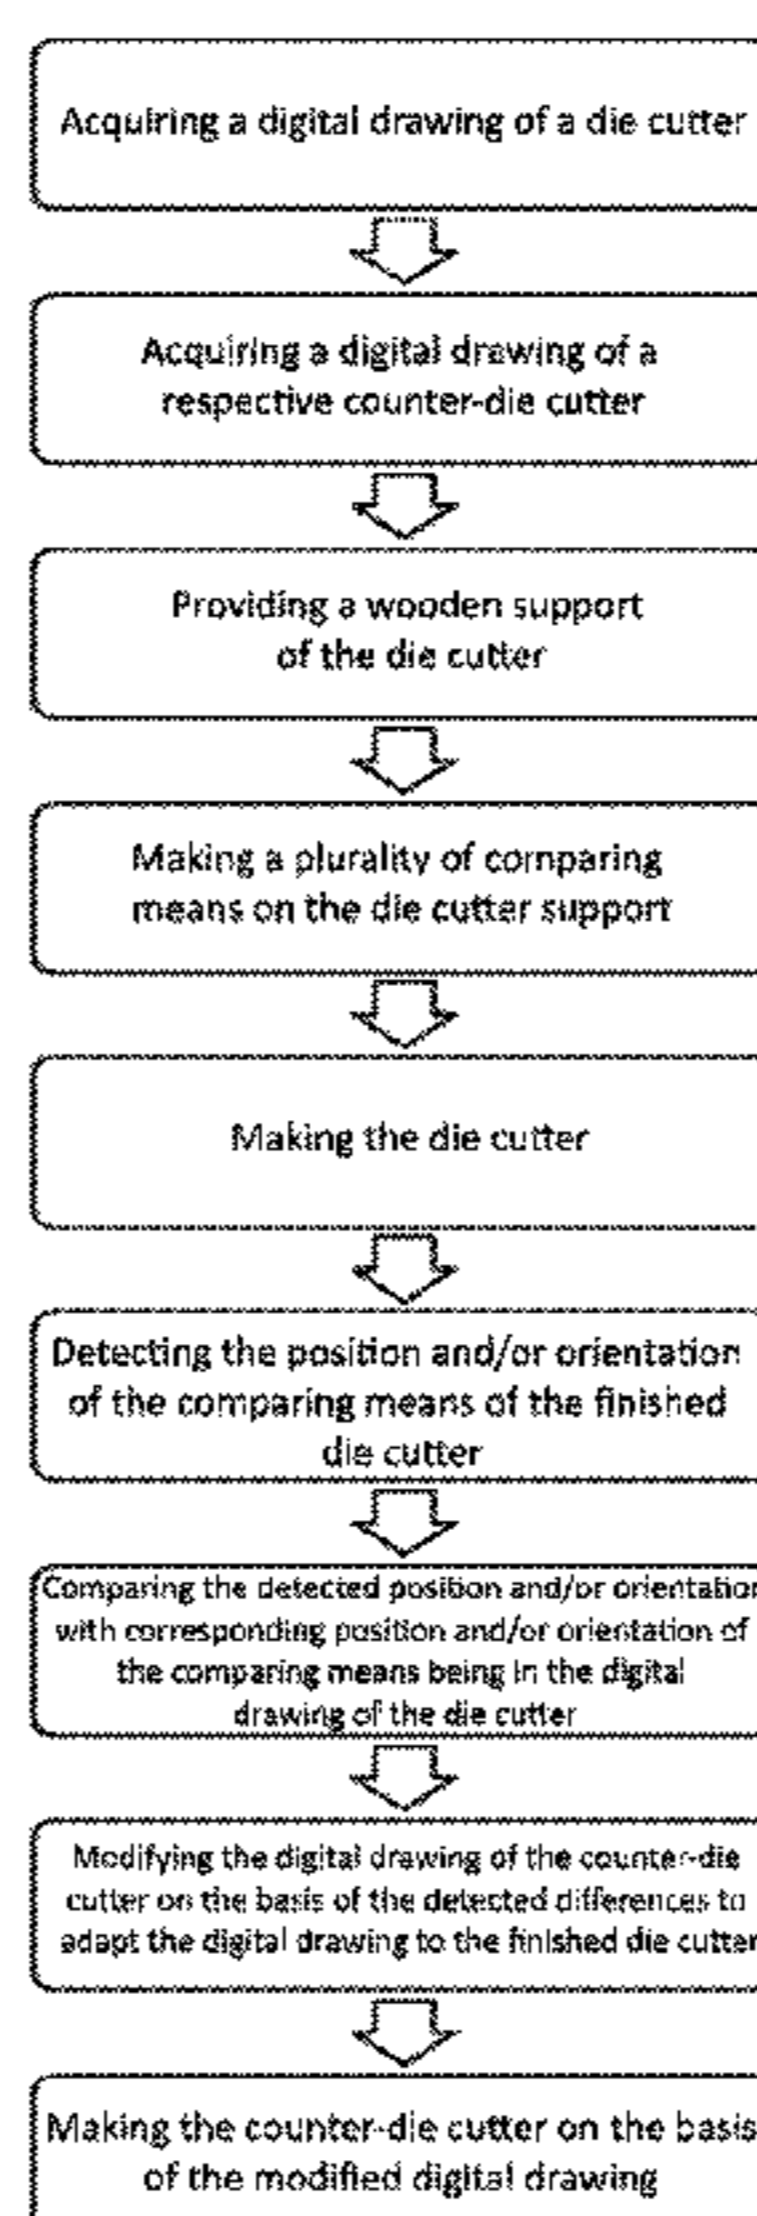 Acquiring a digital drawing of a die cutter
Acquiring a digital drawing of a
respective counter-die cutter
Providing a wooden support
of the die cutter
Making a plurality of comparing
means on the die cutter support
Making the die cutter
Detecting the position and/or orientation
of the comparing means of the finished
die cutter
Comparing the detected position and/or orientation
with corresponding position and/or orientation of
the comparing means being in the digital
drawing of the die cutter
Modifying the digital drawing of the counter-die
cutter on the basis of the detected differences to
adapt the digital drawing to the finished die cutter
Making the counter-die cutter on the basis
of the modified digital drawing